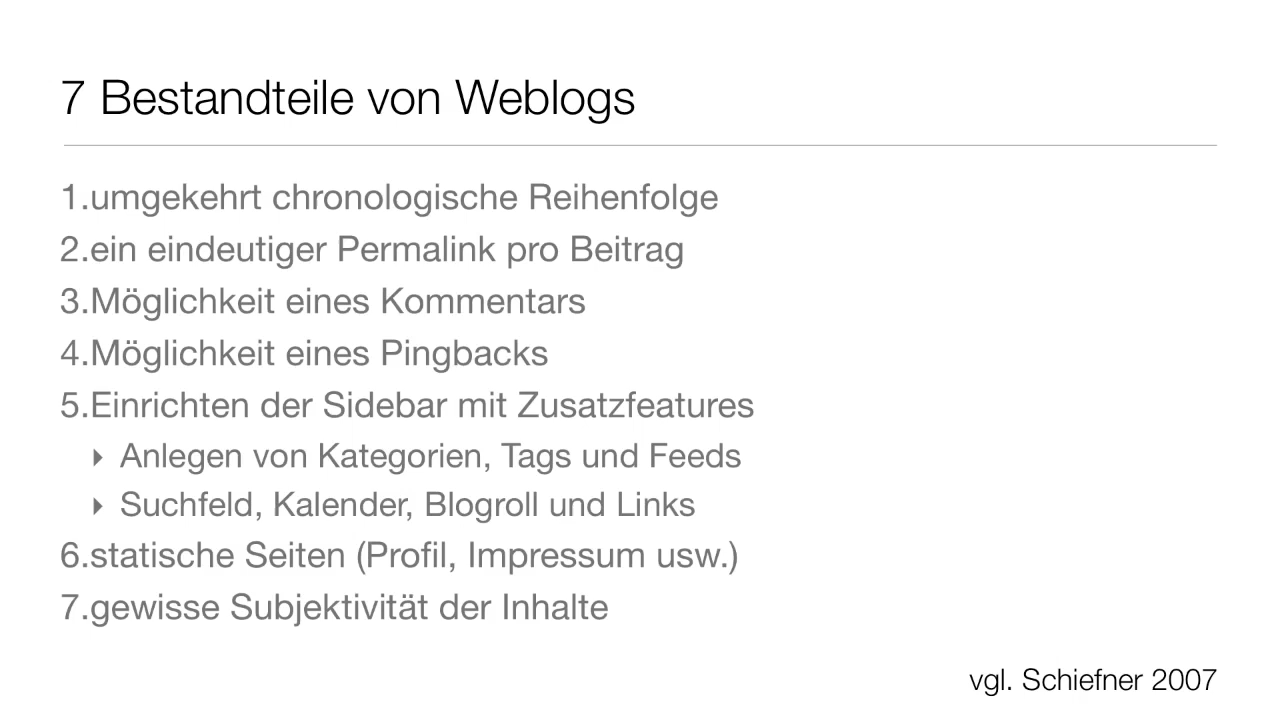 7 Bestandteile von Weblogs
1.umgekehrt chronologische Reihenfolge
2.ein eindeutiger Permalink pro Beitrag
3.Möglichkeit eines Kommentars
4.Möglichkeit eines Pingbacks
5.Einrichten der Sidebar mit Zusatzfeatures
‣ Anlegen von Kategorien, Tags und Feeds
‣ Suchfeld, Kalender, Blogroll und Links
6.statische Seiten (Profil, Impressum usw.)
7.gewisse Subjektivität der Inhalte
vgl. Schiefner 2007